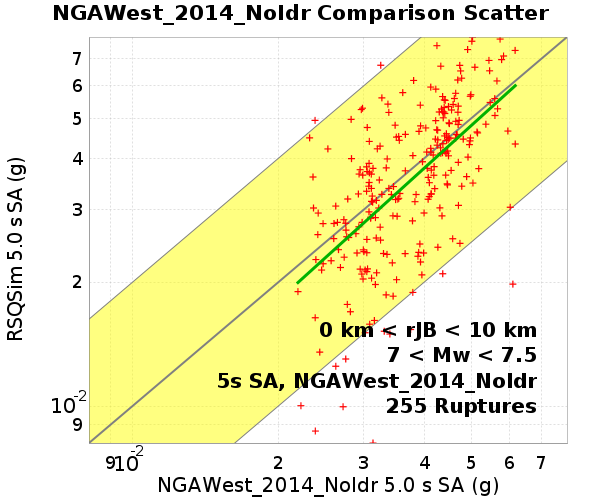 NGAWest_2014_NoIdr Comparison Scatter
RSQSim 5.0 s SA (g)
7
6
5
4
3
2
10-2
9
0 km < rJB < 10 km
7 < Mw < 7.5
5s SA, NGAWest_2014_NoIdr
255 Ruptures
9 10-2 2 3 4 5 6 7
NGAWest_2014_NoIdr 5.0 s SA (g)